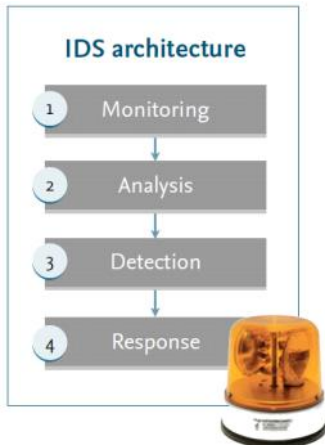 IDS architecture
1 Monitoring
2 Analysis
3 Detection
4 Response